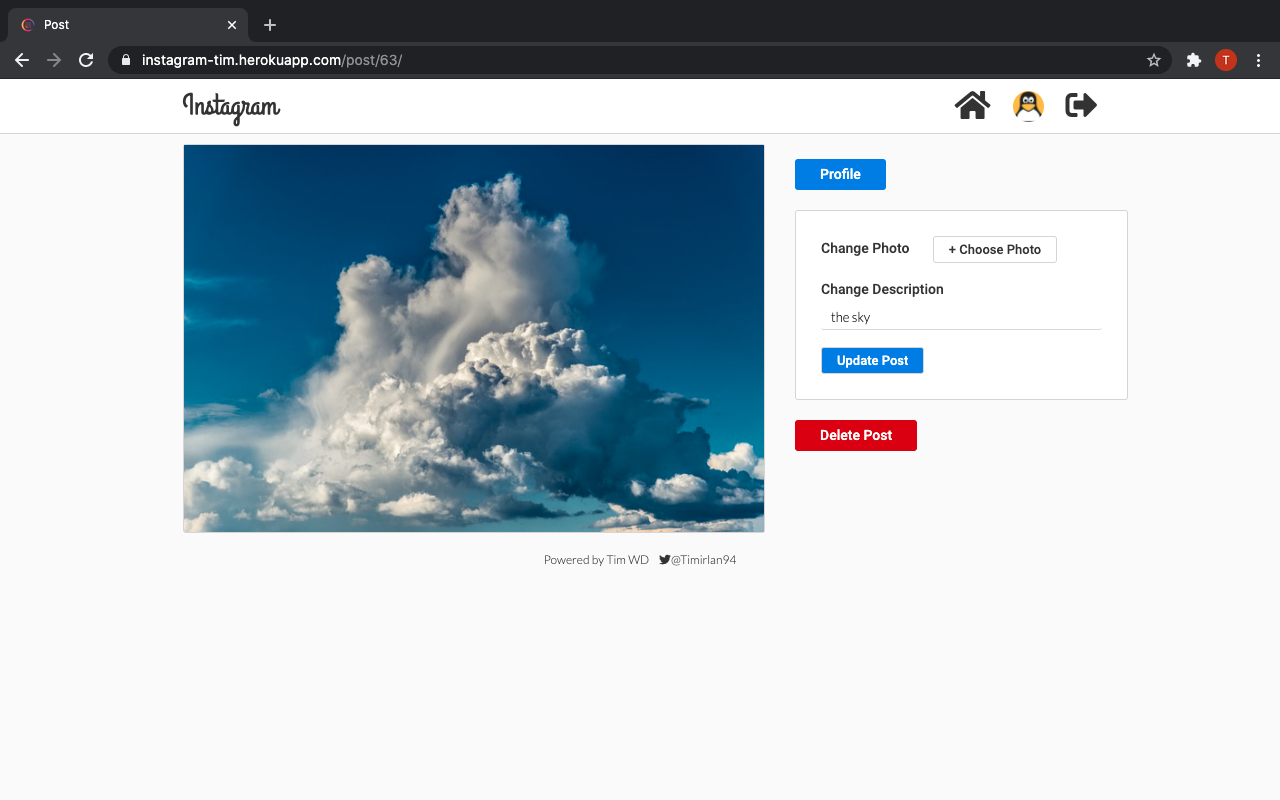 Post
instagram-tim.herokuapp.com/post/63/
T
Instagram
Profile
Change Photo + Choose Photo
Change Description
the sky
Update Post
Delete Post
Powered by Tim WD @Timirlan94